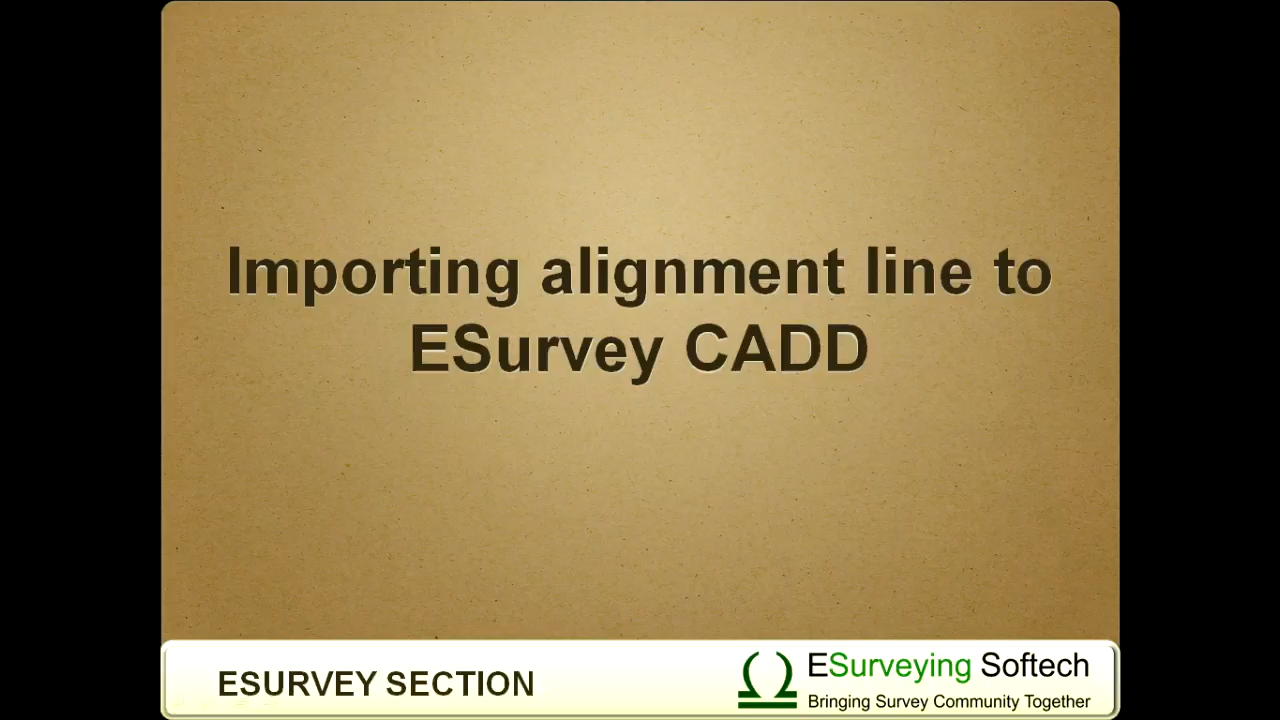 Importing alignment line to
ESurvey CADD
ESURVEY SECTION
ESurveying Softech
Bringing Survey Community Together